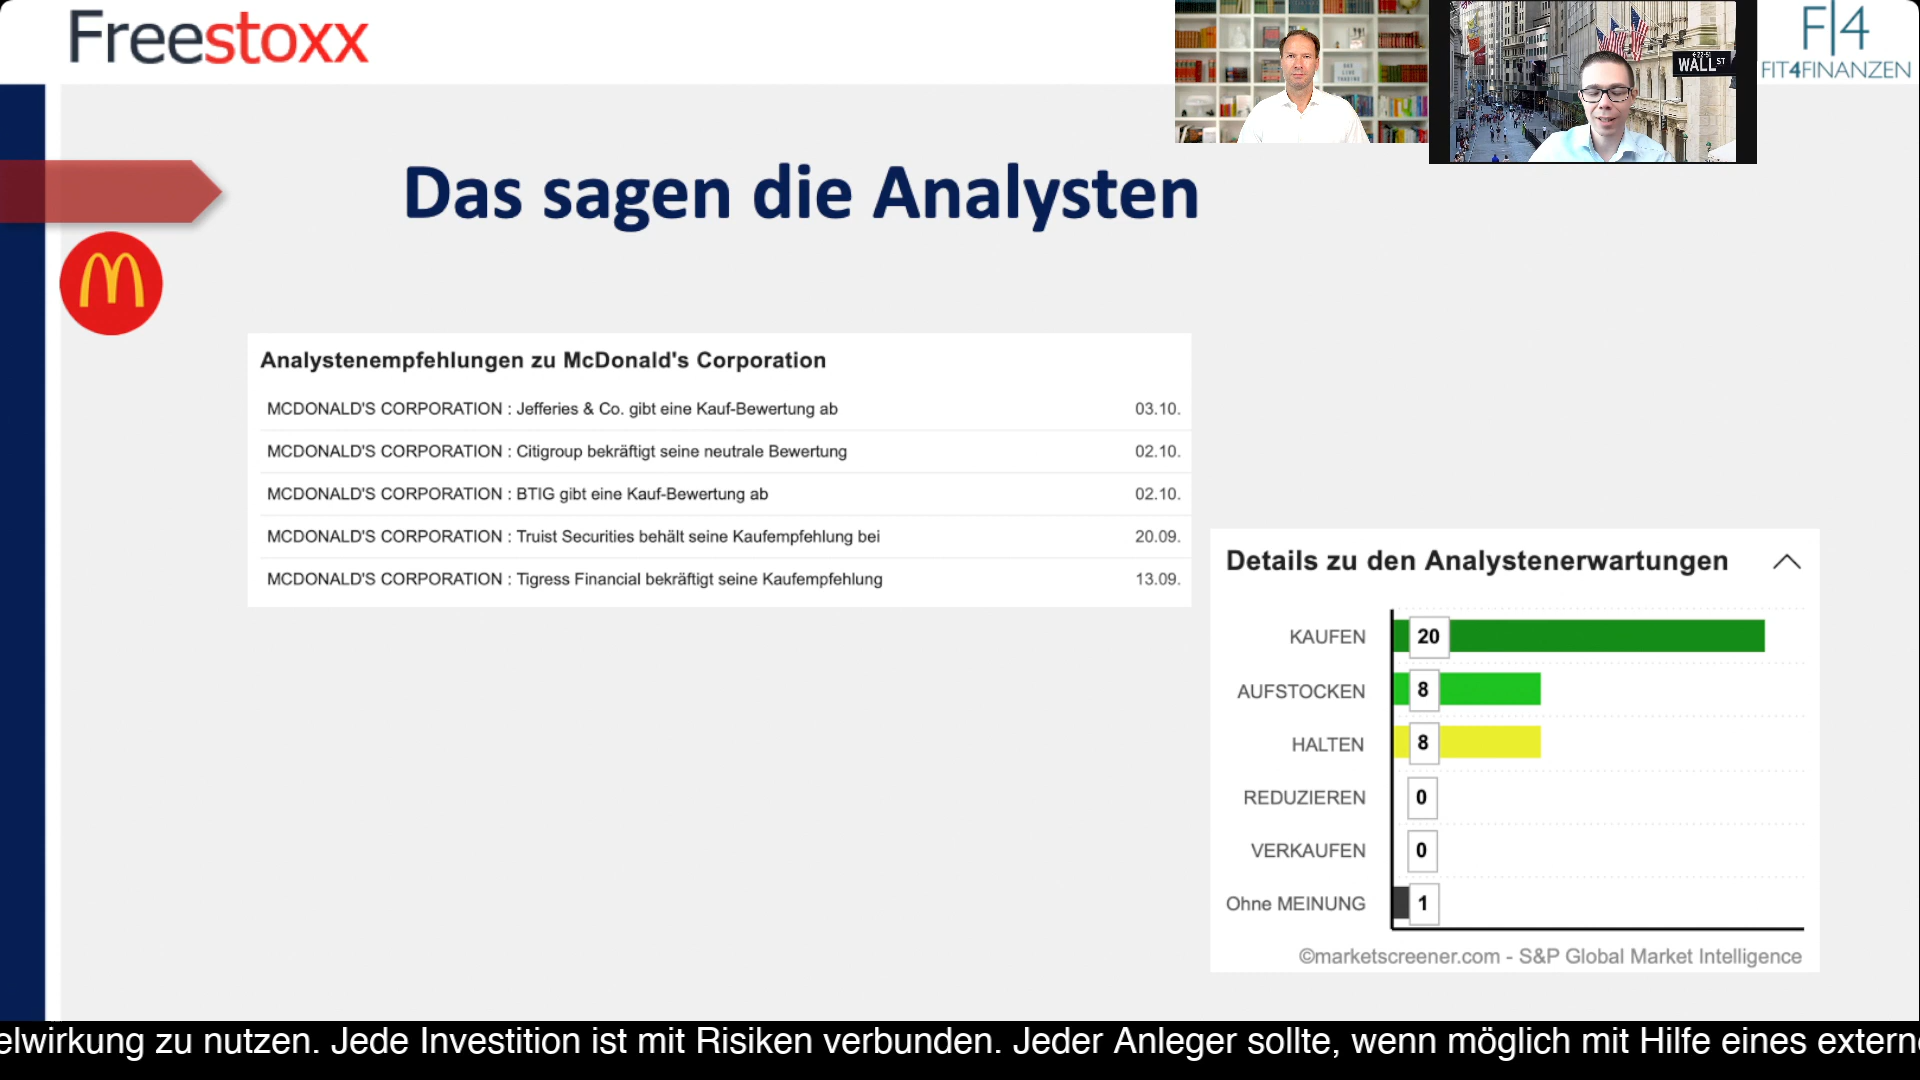 Freestoxx
WALL ST
F|4
FIT4FINANZEN
Das sagen die Analysten
Analystenempfehlungen zu McDonald's Corporation
MCDONALD'S CORPORATION : Jefferies & Co. gibt eine Kauf-Bewertung ab 03.10.
MCDONALD'S CORPORATION : Citigroup bekräftigt seine neutrale Bewertung 02.10.
MCDONALD'S CORPORATION : BTIG gibt eine Kauf-Bewertung ab 02.10.
MCDONALD'S CORPORATION : Truist Securities behält seine Kaufempfehlung bei 20.09.
MCDONALD'S CORPORATION : Tigress Financial bekräftigt seine Kaufempfehlung 13.09.
Details zu den Analystenerwartungen
KAUFEN 20
AUFSTOCKEN 8
HALTEN 8
REDUZIEREN 0
VERKAUFEN 0
Ohne MEINUNG 1
©marketscreener.com - S&P Global Market Intelligence
elwirkung zu nutzen. Jede Investition ist mit Risiken verbunden. Jeder Anleger sollte, wenn möglich mit Hilfe eines extern